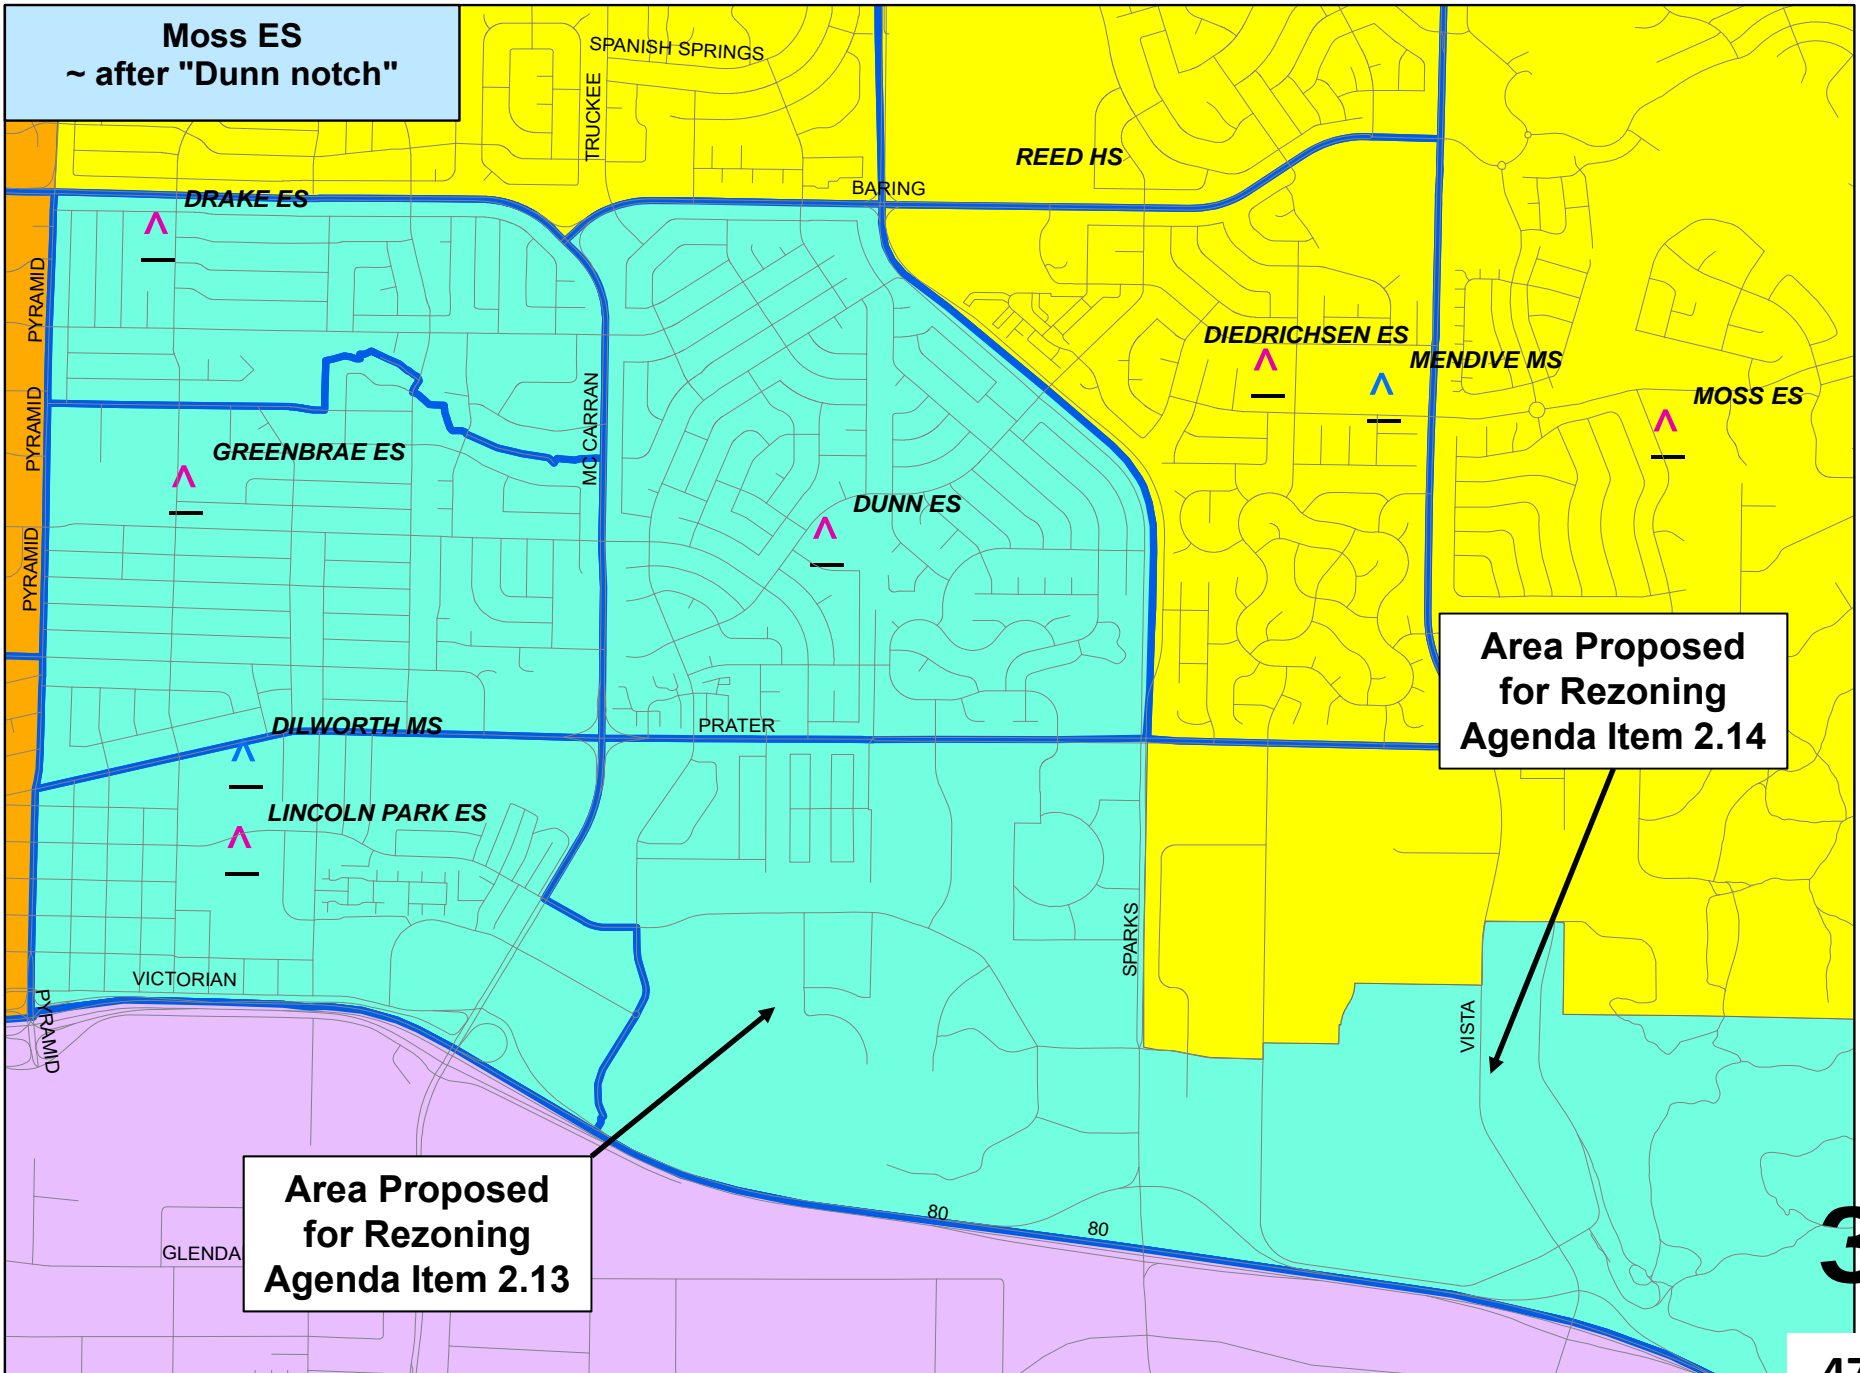 Moss ES
~ after "Dunn notch"
SPANISH SPRINGS
TRUCKEE
REED HS
BARING
DRAKE ES
PYRAMID
DIEDRICHSEN ES
MENDIVE MS
MC CARRAN
PYRAMID
MOSS ES
GREENBRAE ES
DUNN ES
PYRAMID
Area Proposed
for Rezoning
Agenda Item 2.14
DILWORTH MS
PRATER
LINCOLN PARK ES
SPARKS
VICTORIAN
PYRAMID
VISTA
Area Proposed
for Rezoning
Agenda Item 2.13
80
80
GLENDA
3
47